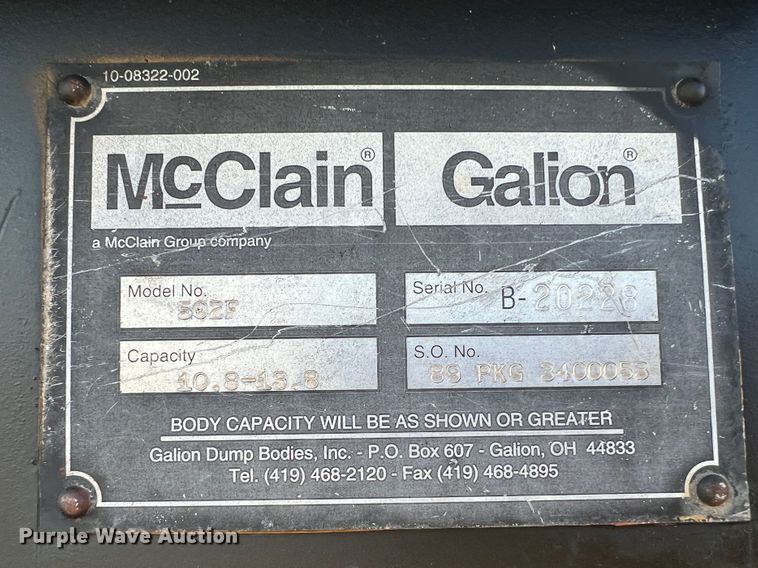 10-08322-002
McClain® Galion®
a McClain Group company
Model No. 502F
Serial No. B-20228
Capacity 10.8-13.8
S.O. No. 89 PKG 3400053
BODY CAPACITY WILL BE AS SHOWN OR GREATER
Galion Dump Bodies, Inc. - P.O. Box 607 - Galion, OH 44833
Tel. (419) 468-2120 - Fax (419) 468-4895
Purple Wave Auction